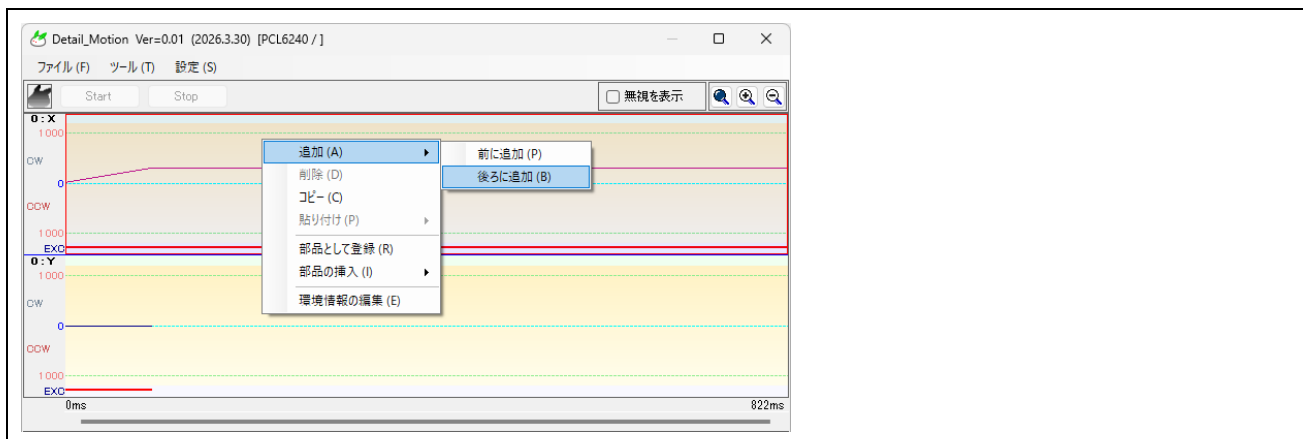 Detail_Motion Ver=0.01 (2026.3.30) [PCL6240 / ]
ファイル (F) ツール (T) 設定 (S)
Start Stop 無視を表示
0 : X
1000
CW
0
CCW
1000
EXC
追加 (A)
削除 (D)
コピー (C)
貼り付け (P)
部品として登録 (R)
部品の挿入 (I)
環境情報の編集 (E)
前に追加 (P)
後ろに追加 (B)
0 : Y
1000
CW
0
CCW
1000
EXC
0ms 822ms